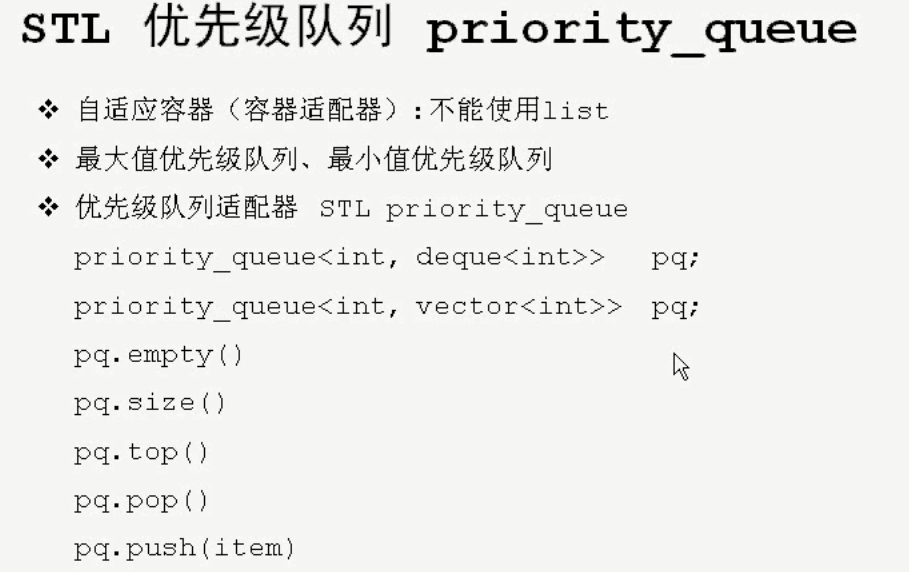 STL 优先级队列 priority_queue
❖ 自适应容器（容器适配器）:不能使用list
❖ 最大值优先级队列、最小值优先级队列
❖ 优先级队列适配器 STL priority_queue
priority_queue<int, deque<int>> pq;
priority_queue<int, vector<int>> pq;
pq.empty()
pq.size()
pq.top()
pq.pop()
pq.push(item)